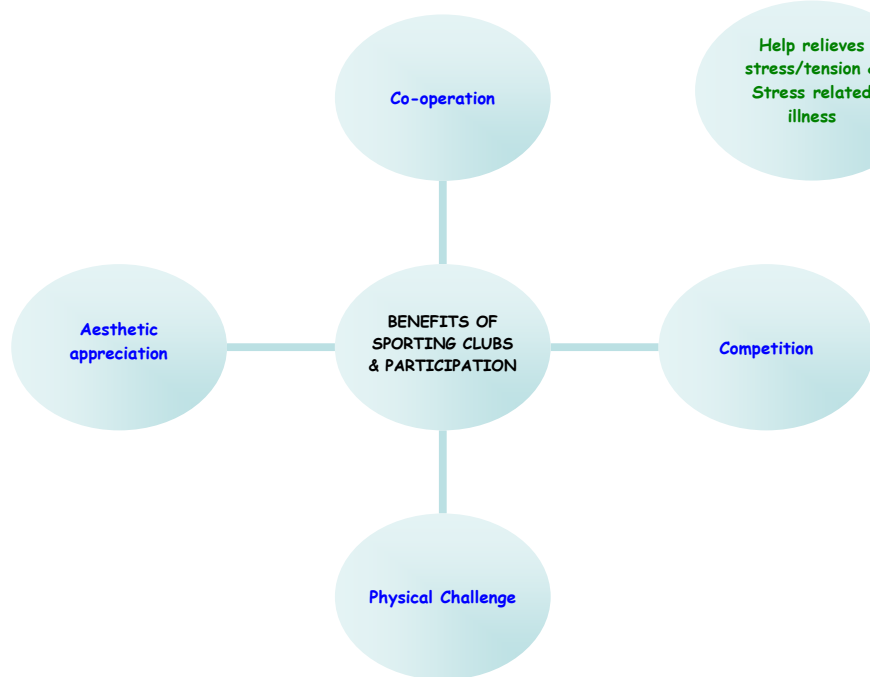 Co-operation
Help relieves
stress/tension
Stress related
illness
Aesthetic
appreciation
BENEFITS OF
SPORTING CLUBS
& PARTICIPATION
Competition
Physical Challenge